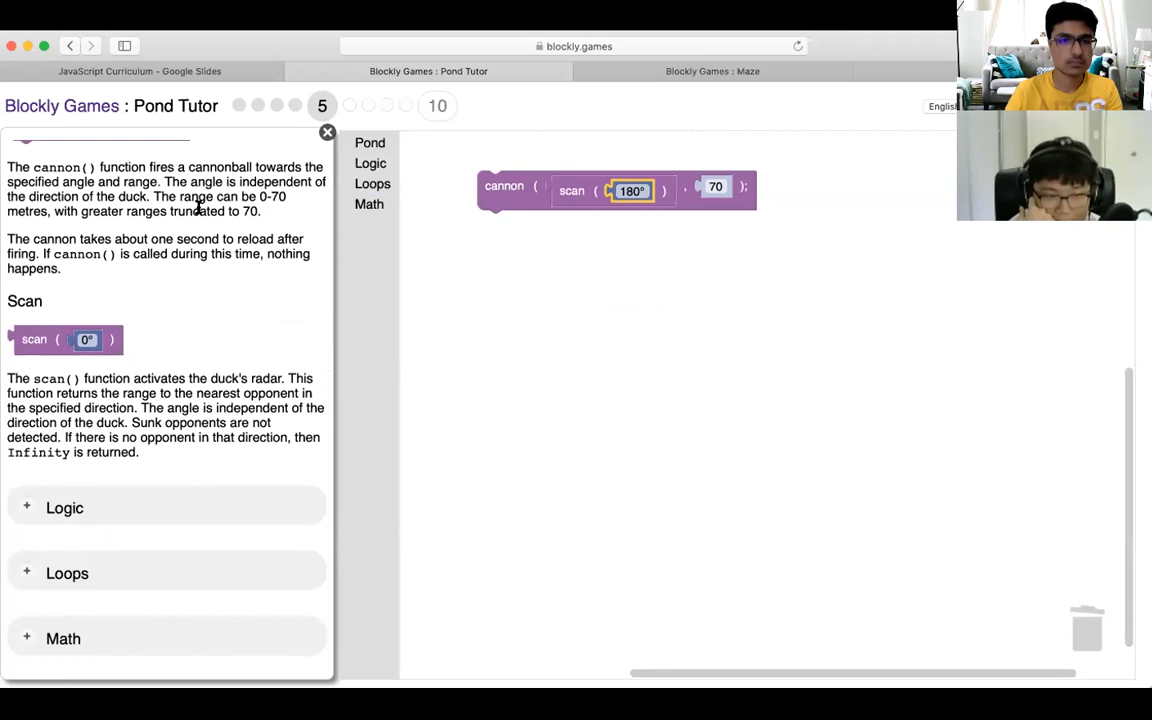 blockly.games
JavaScript Curriculum - Google Slides
Blockly Games : Pond Tutor
Blockly Games : Maze
Blockly Games : Pond Tutor
5
10
English
The cannon() function fires a cannonball towards the
specified angle and range. The angle is independent of
the direction of the duck. The range can be 0-70
metres, with greater ranges truncated to 70.
The cannon takes about one second to reload after
firing. If cannon() is called during this time, nothing
happens.
Scan
scan ( 0° )
The scan() function activates the duck's radar. This
function returns the range to the nearest opponent in
the specified direction. The angle is independent of the
direction of the duck. Sunk opponents are not
detected. If there is no opponent in that direction, then
Infinity is returned.
+ Logic
+ Loops
+ Math
Pond
Logic
Loops
Math
cannon ( scan ( 180° ) , 70 );